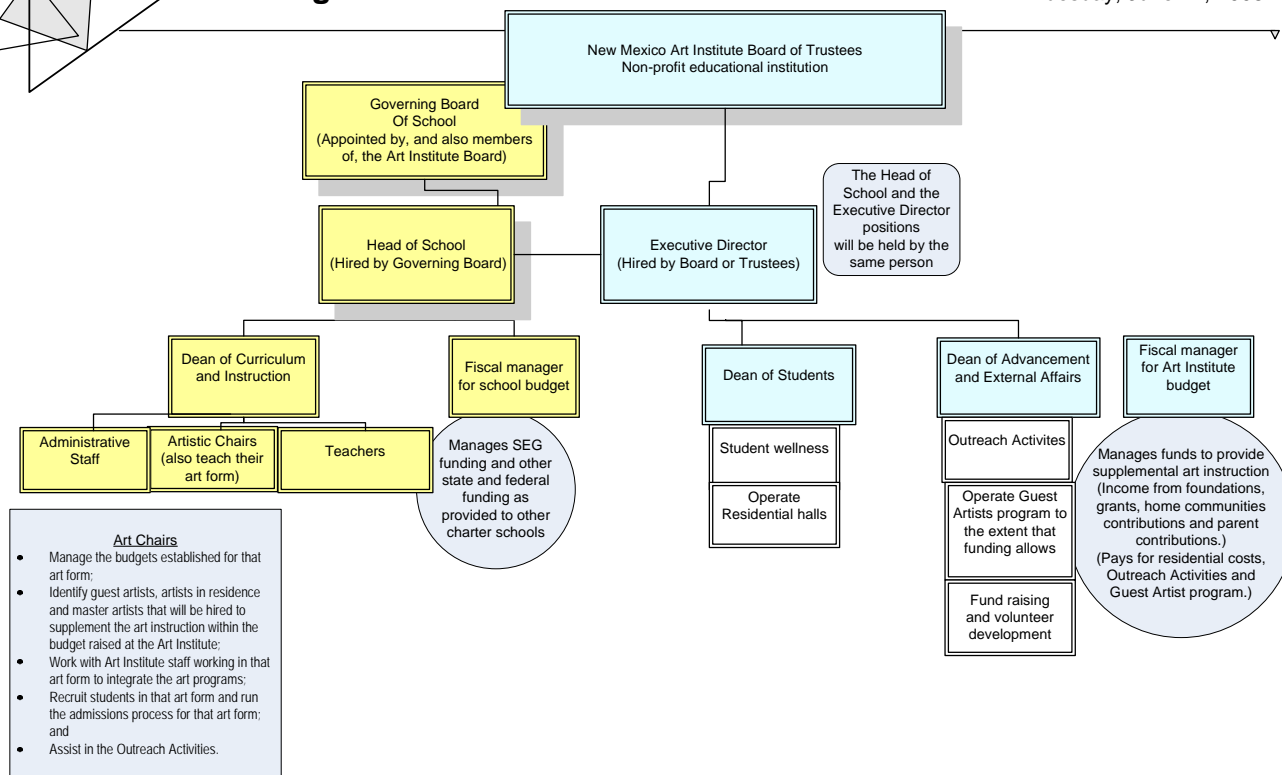 New Mexico Art Institute Board of Trustees
Non-profit educational institution
Governing Board
Of School
(Appointed by, and also members
of, the Art Institute Board)
The Head of
School and the
Executive Director
positions
will be held by the
same person
Head of School
(Hired by Governing Board)
Executive Director
(Hired by Board or Trustees)
Dean of Curriculum
and Instruction
Fiscal manager
for school budget
Dean of Students
Dean of Advancement
and External Affairs
Fiscal manager
for Art Institute
budget
Administrative
Staff
Artistic Chairs
(also teach their
art form)
Teachers
Manages SEG
funding and other
state and federal
funding as
provided to other
charter schools
Student wellness
Operate
Residential halls
Outreach Activites
Operate Guest
Artists program to
the extent that
funding allows
Fund raising
and volunteer
development
Manages funds to provide
supplemental art instruction
(Income from foundations,
grants, home communities
contributions and parent
contributions.)
(Pays for residential costs,
Outreach Activities and
Guest Artist program.)
Art Chairs
• Manage the budgets established for that
art form;
• Identify guest artists, artists in residence
and master artists that will be hired to
supplement the art instruction within the
budget raised at the Art Institute;
• Work with Art Institute staff working in that
art form to integrate the art programs;
• Recruit students in that art form and run
the admissions process for that art form;
and
• Assist in the Outreach Activities.